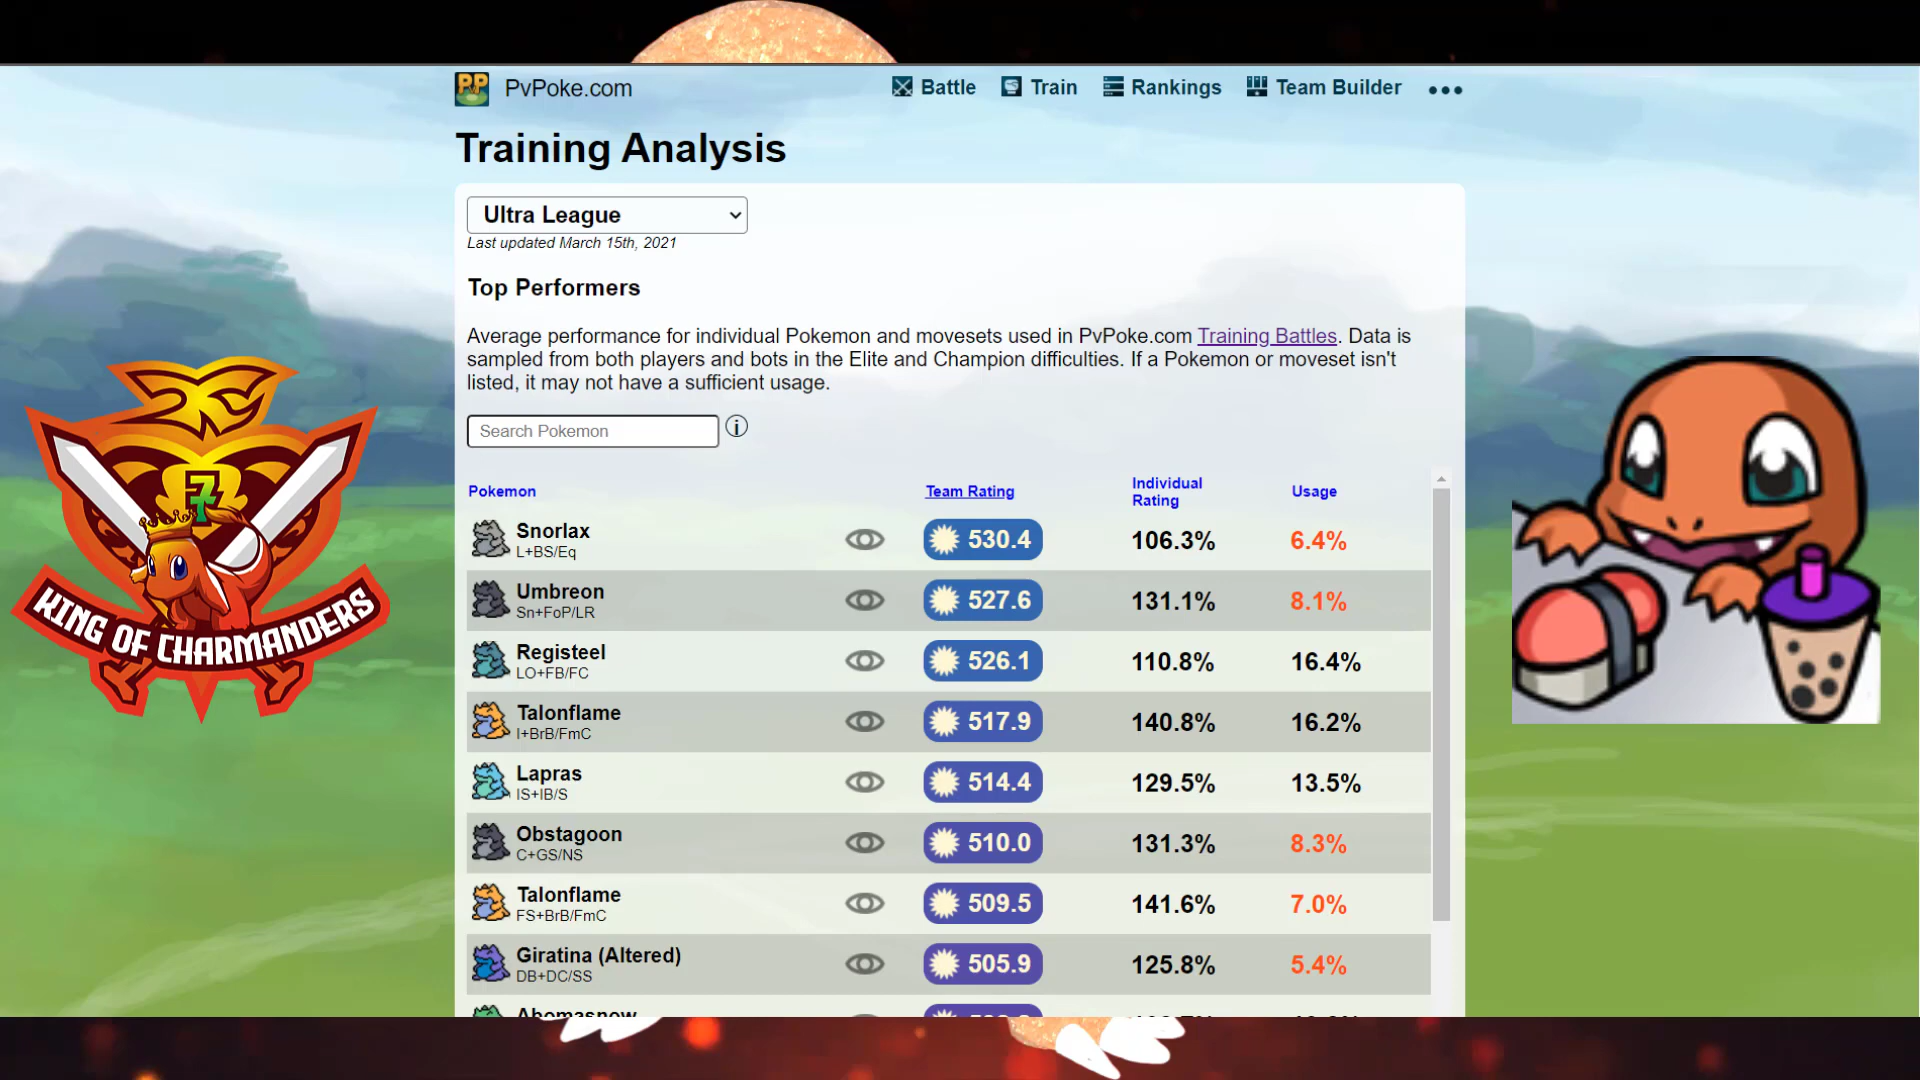 PvPoke.com
Battle
Train
Rankings
Team Builder
Training Analysis
Ultra League
Last updated March 15th, 2021
Top Performers
Average performance for individual Pokemon and movesets used in PvPoke.com Training Battles. Data is
sampled from both players and bots in the Elite and Champion difficulties. If a Pokemon or moveset isn't
listed, it may not have a sufficient usage.
Search Pokemon
Pokemon Team Rating Individual Rating Usage
Snorlax 530.4 106.3% 6.4%
L+BS/Eq
Umbreon 527.6 131.1% 8.1%
Sn+FoP/LR
Registeel 526.1 110.8% 16.4%
LO+FB/FC
Talonflame 517.9 140.8% 16.2%
I+BrB/FmC
Lapras 514.4 129.5% 13.5%
IS+IB/S
Obstagoon 510.0 131.3% 8.3%
C+GS/NS
Talonflame 509.5 141.6% 7.0%
FS+BrB/FmC
Giratina (Altered) 505.9 125.8% 5.4%
DB+DC/SS
Abomasnow
77
KING OF CHARMANDERS